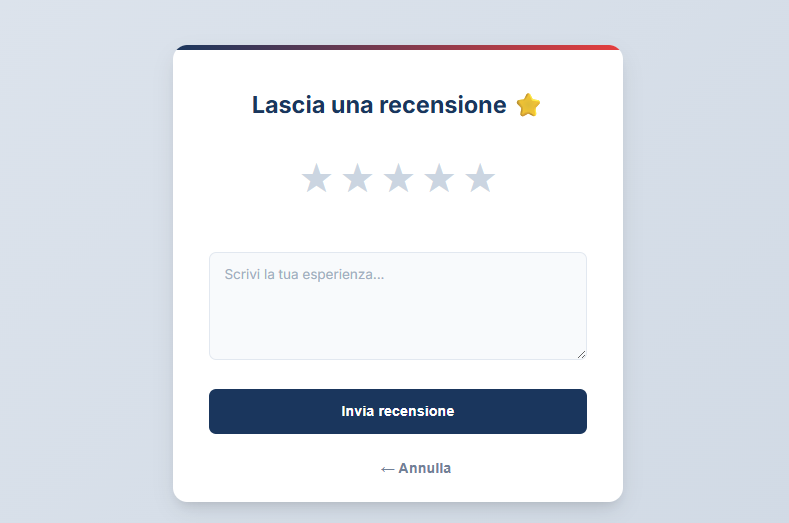 Lascia una recensione ⭐
★ ★ ★ ★ ★
Scrivi la tua esperienza...
Invia recensione
← Annulla